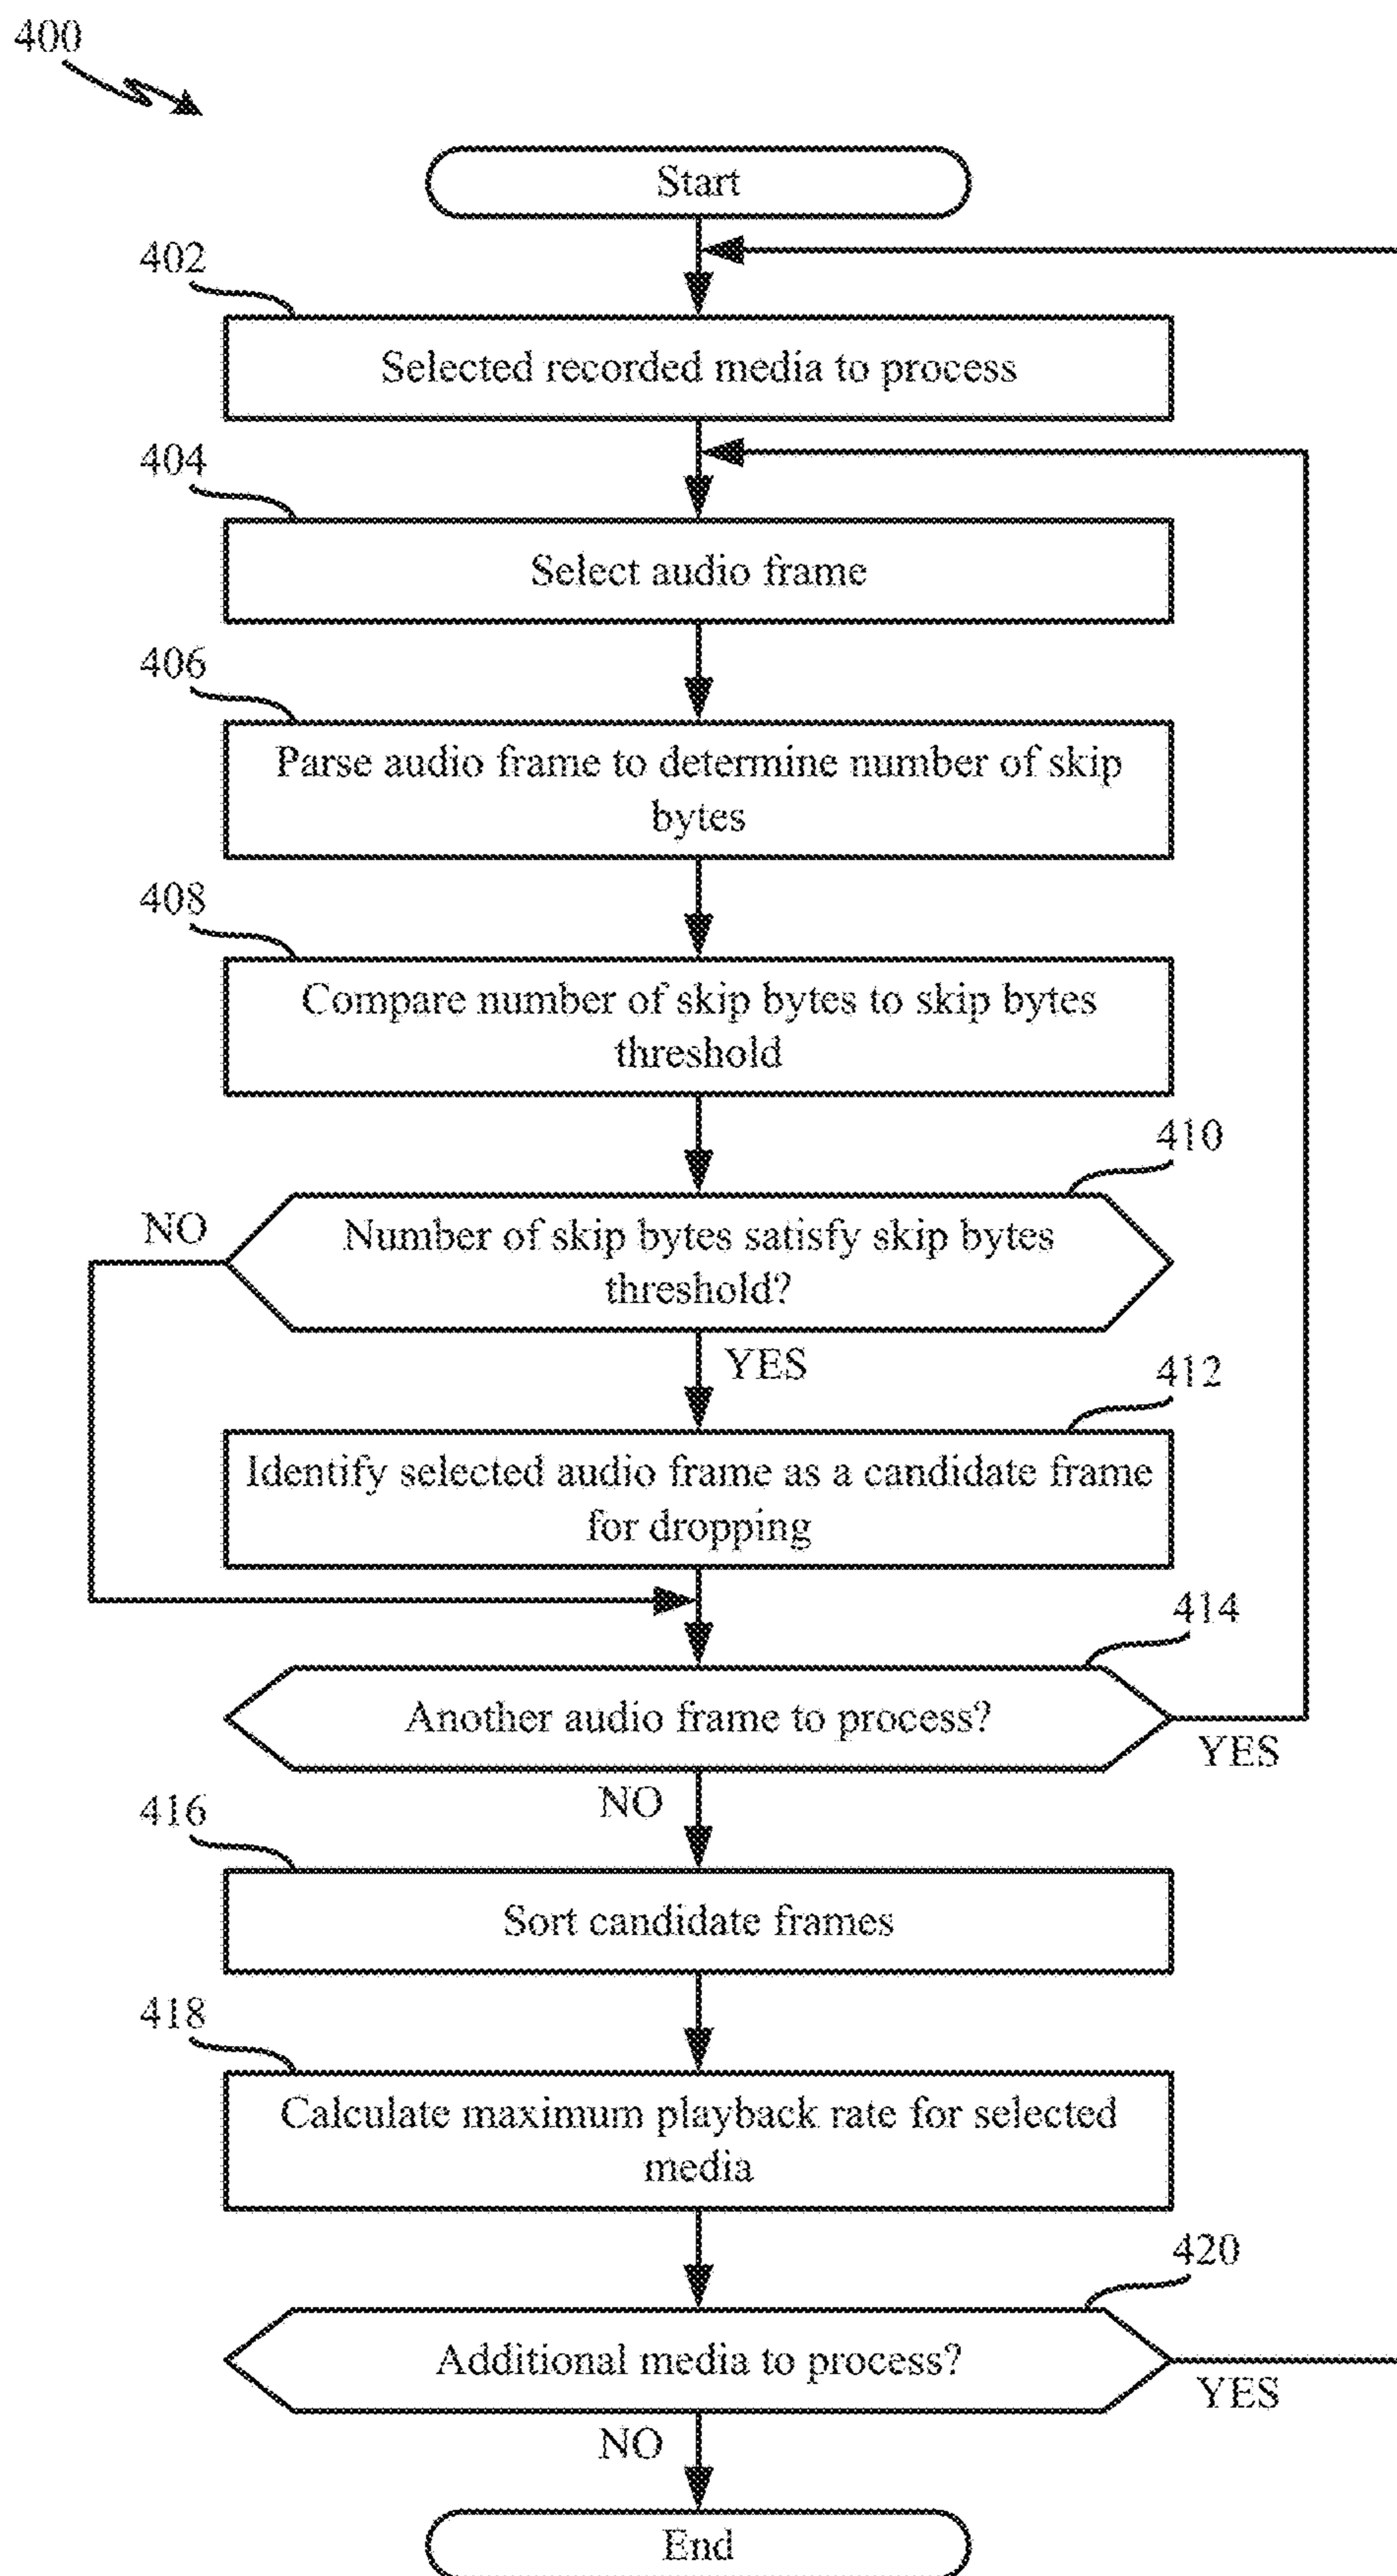 400
Start
402
Selected recorded media to process
404
Select audio frame
406
Parse audio frame to determine number of skip
bytes
408
Compare number of skip bytes to skip bytes
threshold
410
NO
Number of skip bytes satisfy skip bytes
threshold?
YES
412
Identify selected audio frame as a candidate frame
for dropping
414
Another audio frame to process?
YES
NO
416
Sort candidate frames
418
Calculate maximum playback rate for selected
media
420
Additional media to process?
YES
NO
End